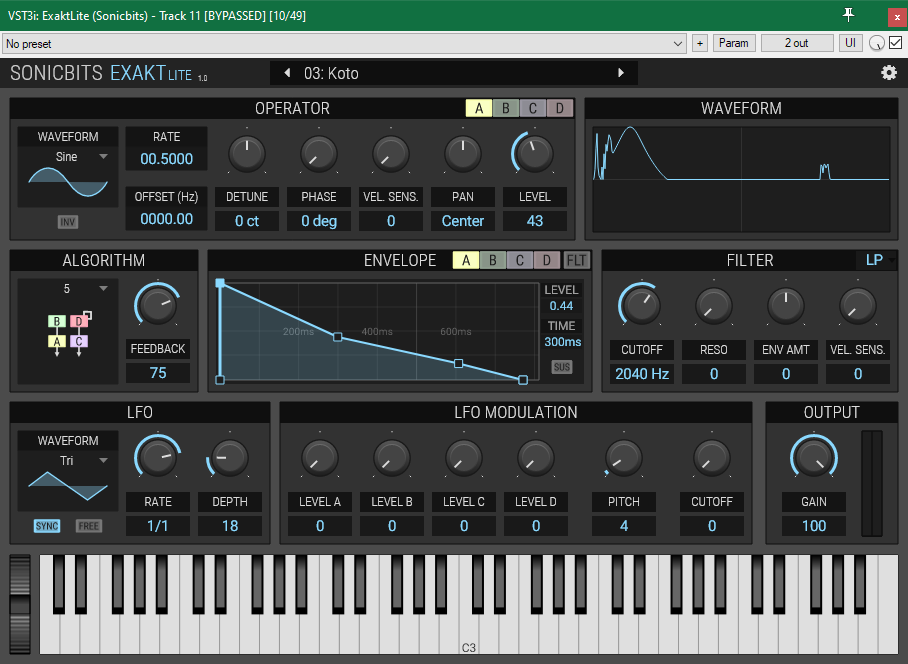 VST3i: ExaktLite (Sonicbits) - Track 11 [BYPASSED] [10/49]
x
No preset
+
Param
2 out
UI
SONICBITS EXAKT LITE 1.0
03: Koto
OPERATOR
A B C D
WAVEFORM
Sine
INV
RATE
00.5000
OFFSET (Hz)
0000.00
DETUNE PHASE VEL. SENS. PAN LEVEL
0 ct 0 deg 0 Center 43
WAVEFORM
ALGORITHM
5
B D
A C
FEEDBACK
75
ENVELOPE
A B C D FLT
200ms 400ms 600ms
LEVEL
0.44
TIME
300ms
SUS
FILTER
LP
CUTOFF RESO ENV AMT VEL. SENS.
2040 Hz 0 0 0
LFO
WAVEFORM
Tri
SYNC FREE
RATE DEPTH
1/1 18
LFO MODULATION
LEVEL A LEVEL B LEVEL C LEVEL D PITCH CUTOFF
0 0 0 0 4 0
OUTPUT
GAIN
100
C3